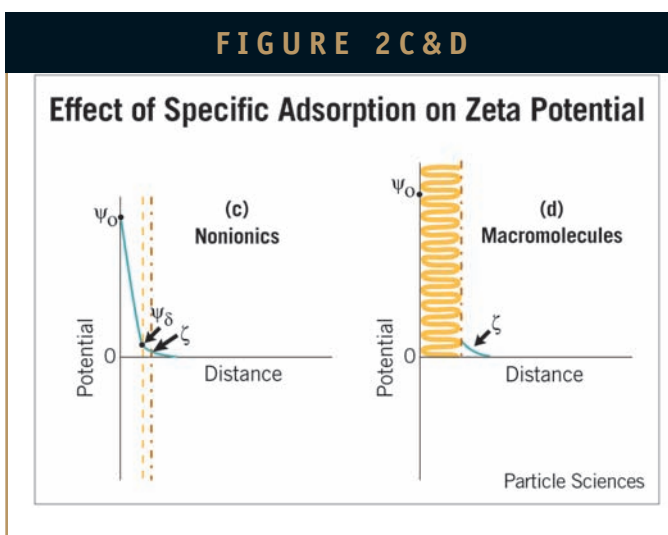 FIGURE 2C&D
Effect of Specific Adsorption on Zeta Potential
(c)
Nonionics
ψO
ψδ
ζ
0
Potential
Distance
(d)
Macromolecules
ψO
ζ
0
Potential
Distance
Particle Sciences